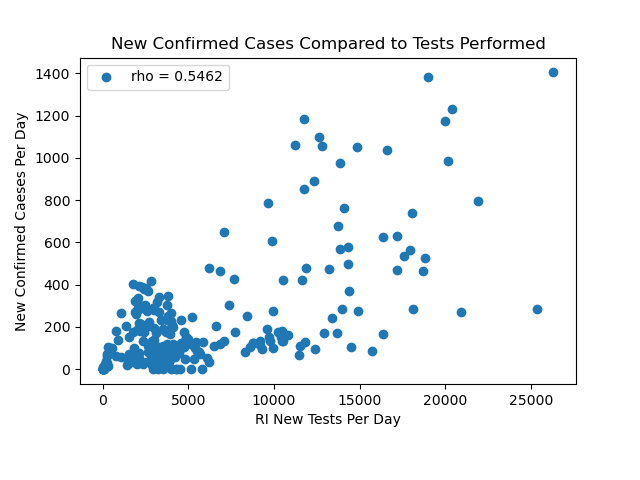 New Confirmed Cases Compared to Tests Performed
rho = 0.5462
1400
1200
1000
800
600
400
200
0
New Confirmed Caeses Per Day
0 5000 10000 15000 20000 25000
RI New Tests Per Day